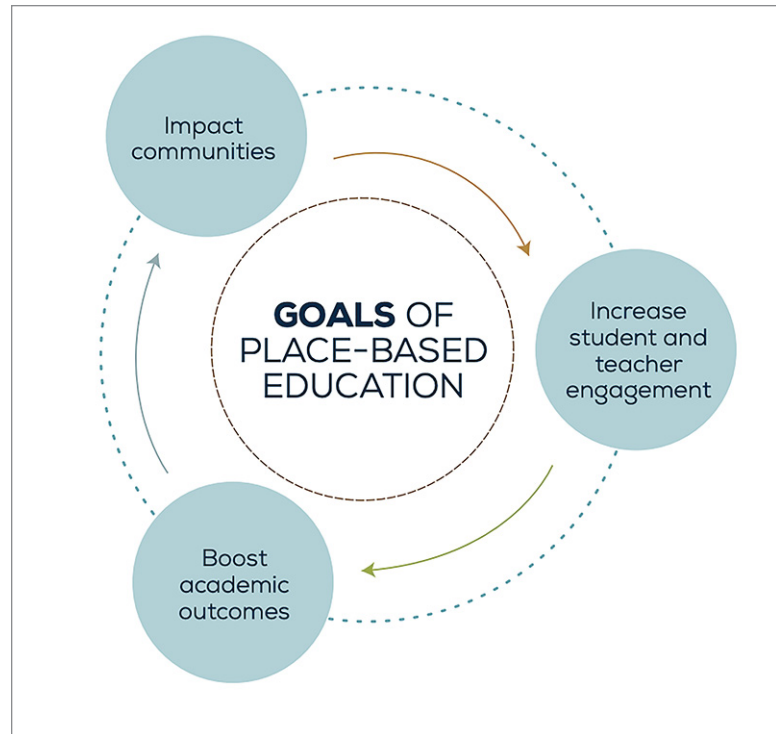 Impact
communities
GOALS OF
PLACE-BASED
EDUCATION
Increase
student and
teacher
engagement
Boost
academic
outcomes